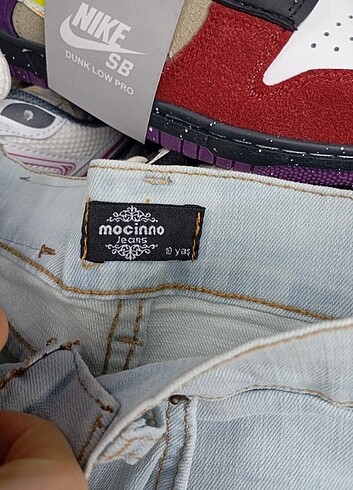 NIKE
SB
DUNK LOW PRO
mocinno
Jeans
10 yaş